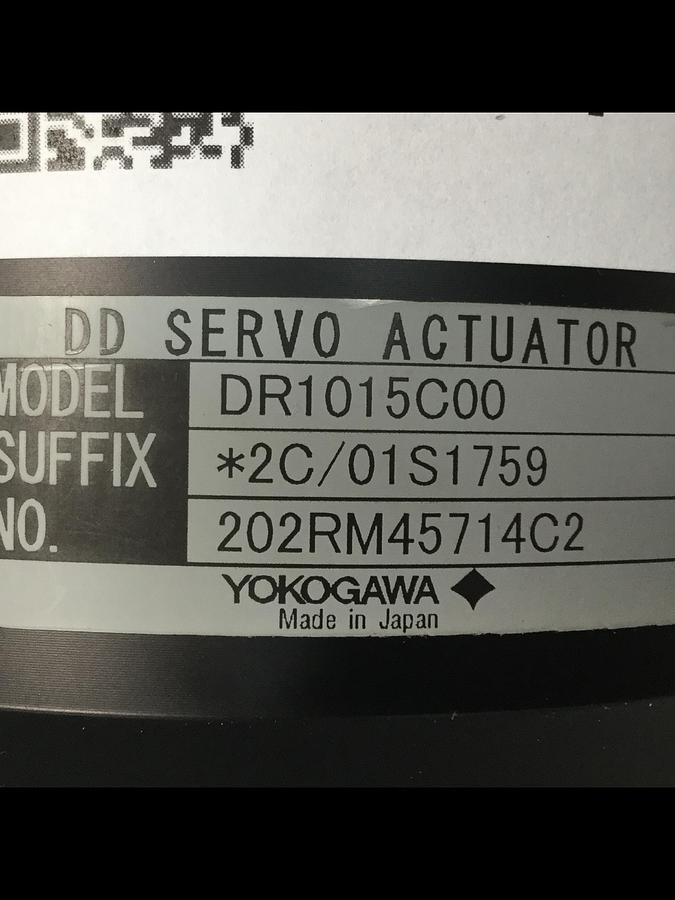 DD SERVO ACTUATOR
MODEL DR1015C00
SUFFIX *2C/01S1759
NO. 202RM45714C2
YOKOGAWA
Made in Japan